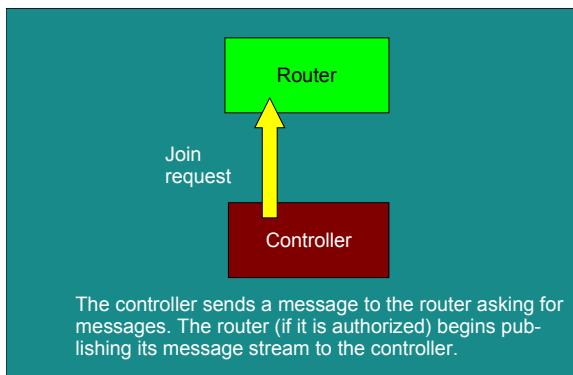 Router
Join
request
Controller
The controller sends a message to the router asking for
messages. The router (if it is authorized) begins pub-
lishing its message stream to the controller.